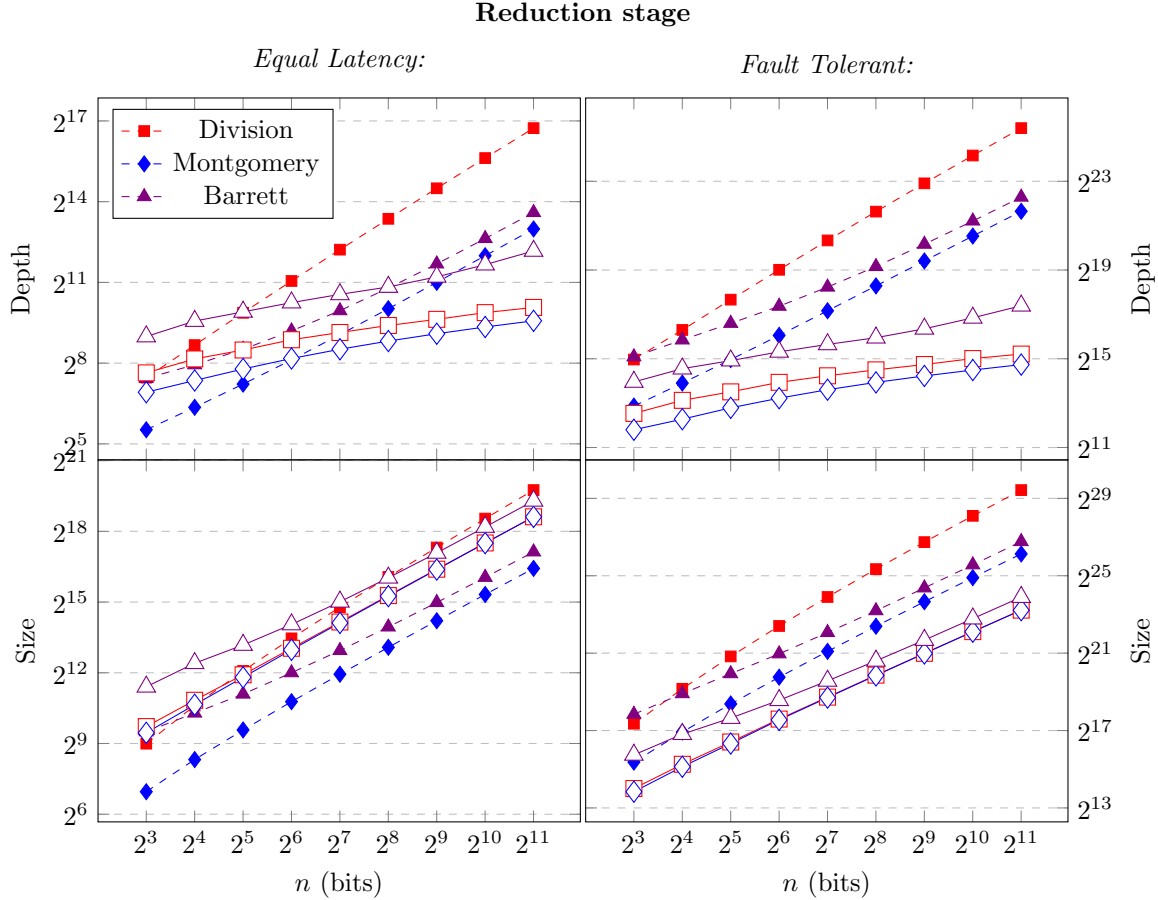 Reduction stage
Equal Latency:
Fault Tolerant:
Depth
2^17
2^14
2^11
2^8
2^5
Division
Montgomery
Barrett
2^23
2^19
2^15
2^11
Depth
Size
2^21
2^18
2^15
2^12
2^9
2^6
2^29
2^25
2^21
2^17
2^13
Size
2^3 2^4 2^5 2^6 2^7 2^8 2^9 2^10 2^11
2^3 2^4 2^5 2^6 2^7 2^8 2^9 2^10 2^11
n (bits)
n (bits)